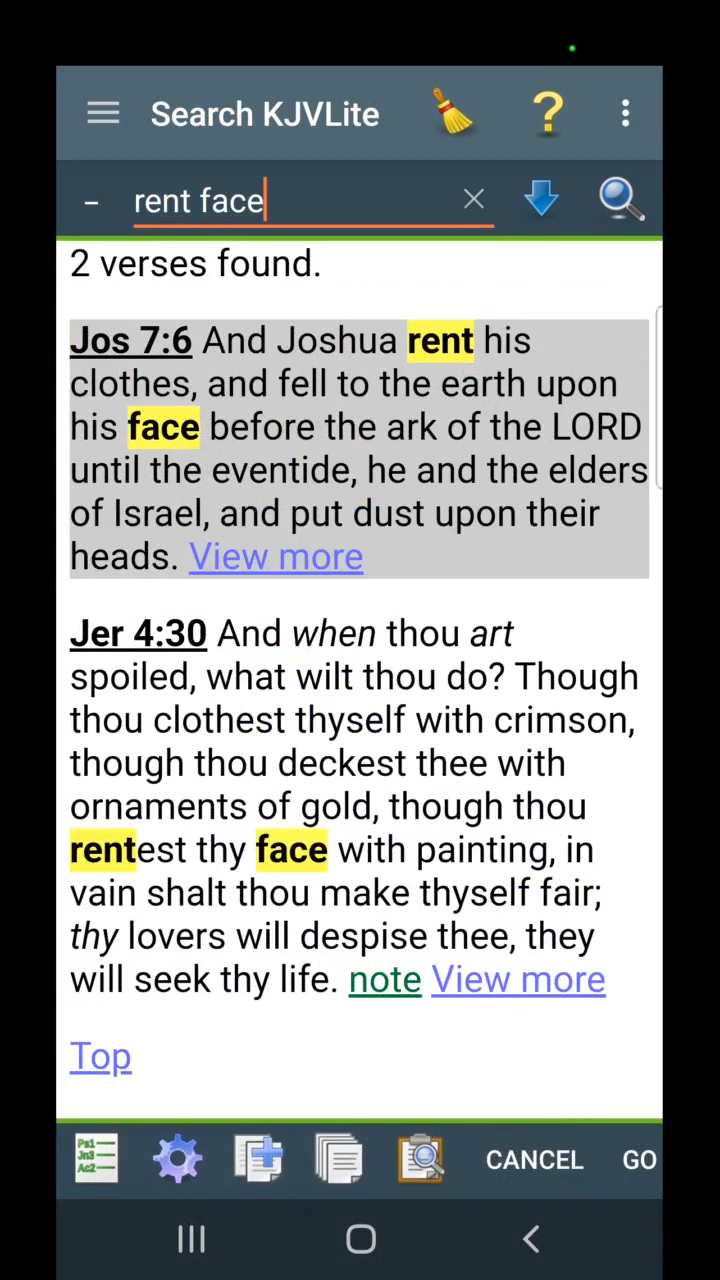 Search KJVLite
?
– rent face
2 verses found.
Jos 7:6 And Joshua rent his
clothes, and fell to the earth upon
his face before the ark of the LORD
until the eventide, he and the elders
of Israel, and put dust upon their
heads. View more
Jer 4:30 And when thou art
spoiled, what wilt thou do? Though
thou clothest thyself with crimson,
though thou deckest thee with
ornaments of gold, though thou
rentest thy face with painting, in
vain shalt thou make thyself fair;
thy lovers will despise thee, they
will seek thy life. note View more
Top
Ps1
Jn3
Ac2
CANCEL GO